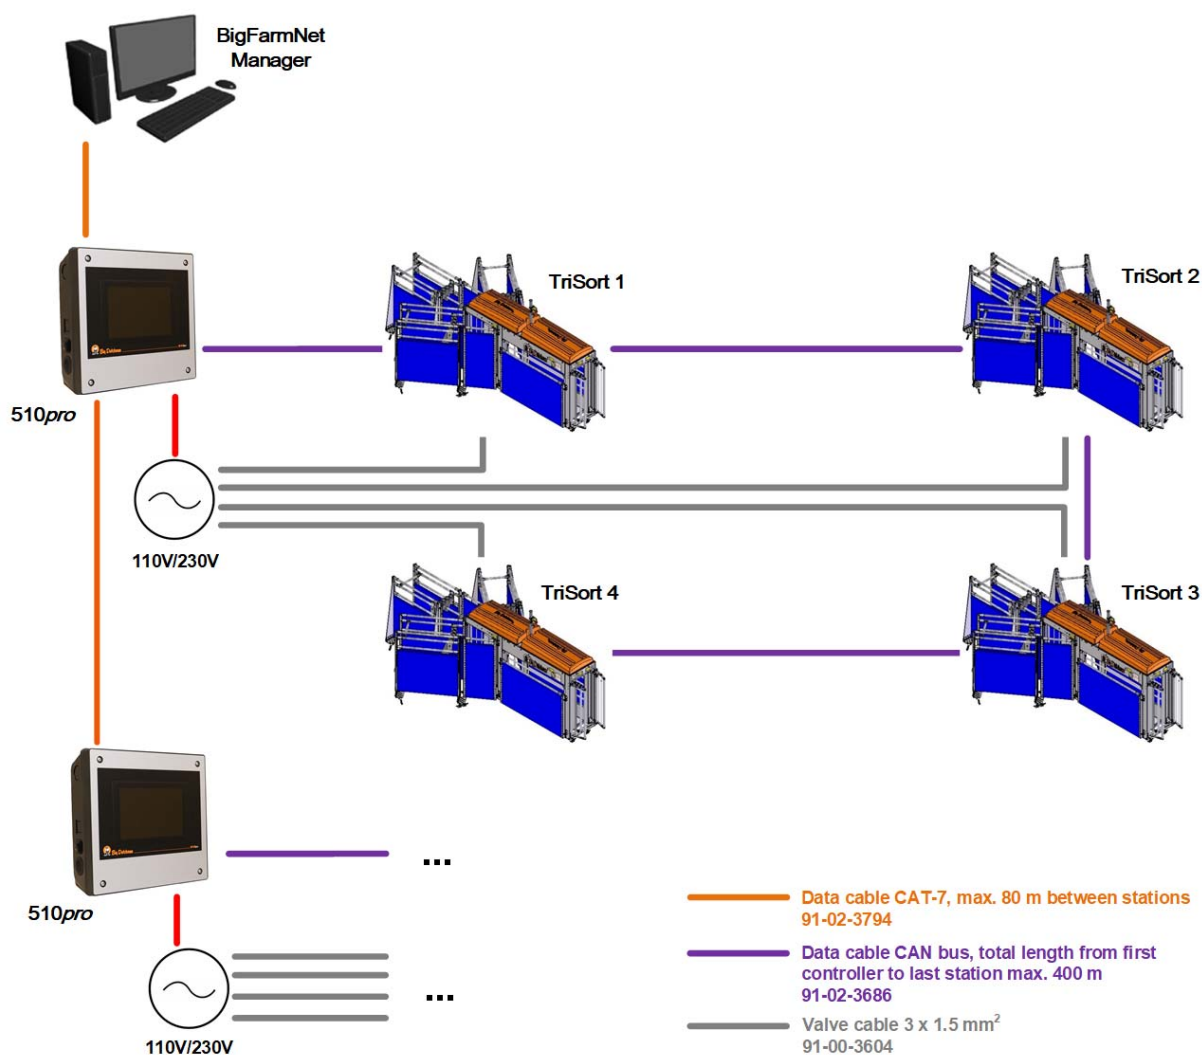 BigFarmNet
Manager
TriSort 1
TriSort 2
510pro
110V/230V
TriSort 4
TriSort 3
Big Dutchman
510pro
...
110V/230V
...
Data cable CAT-7, max. 80 m between stations
91-02-3794
Data cable CAN bus, total length from first
controller to last station max. 400 m
91-02-3686
Valve cable 3 x 1.5 mm²
91-00-3604